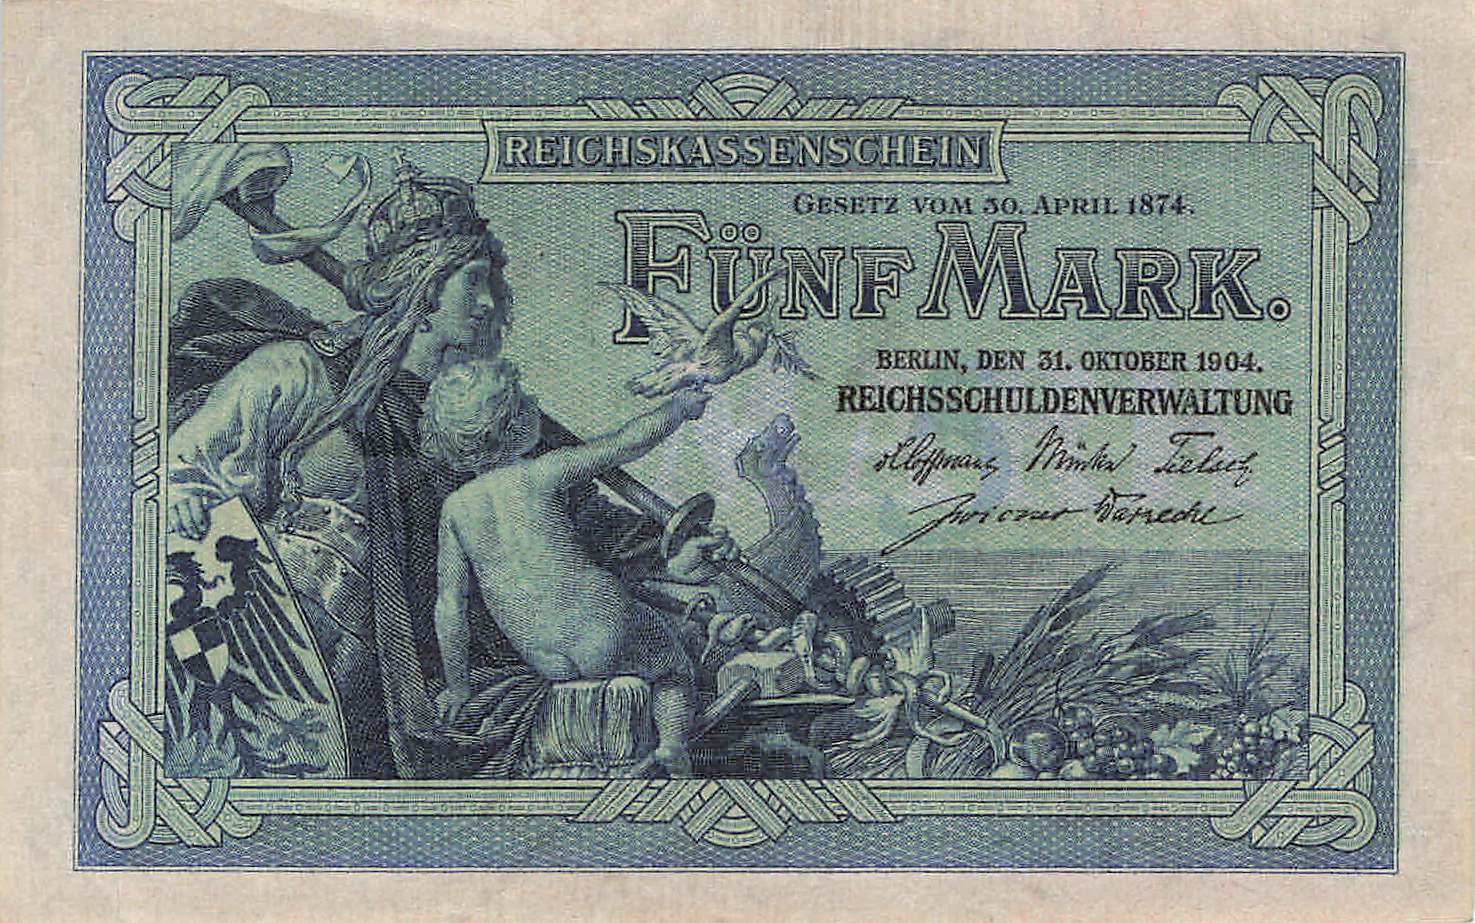 REICHSKASSENSCHEIN
GESETZ VOM 30. APRIL 1874.
FÜNF MARK.
BERLIN, DEN 31. OKTOBER 1904.
REICHSSCHULDENVERWALTUNG